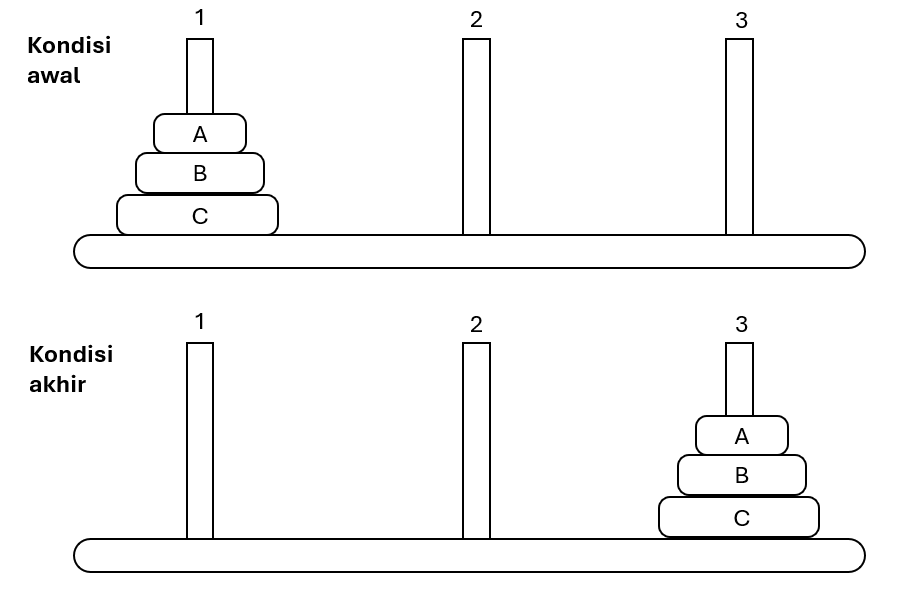 1 2 3
Kondisi
awal
A
B
C
1 2 3
Kondisi
akhir
A
B
C